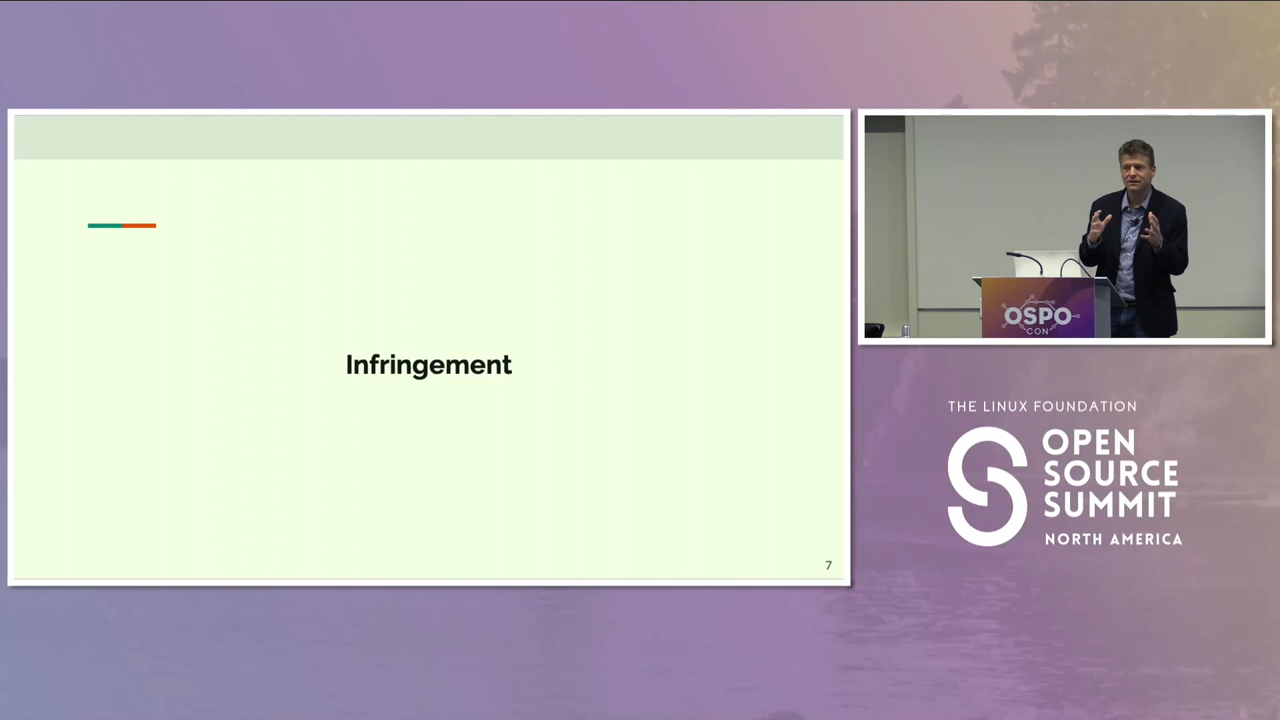 Infringement
7
OSPO
CON
THE LINUX FOUNDATION
OPEN
SOURCE
SUMMIT
NORTH AMERICA